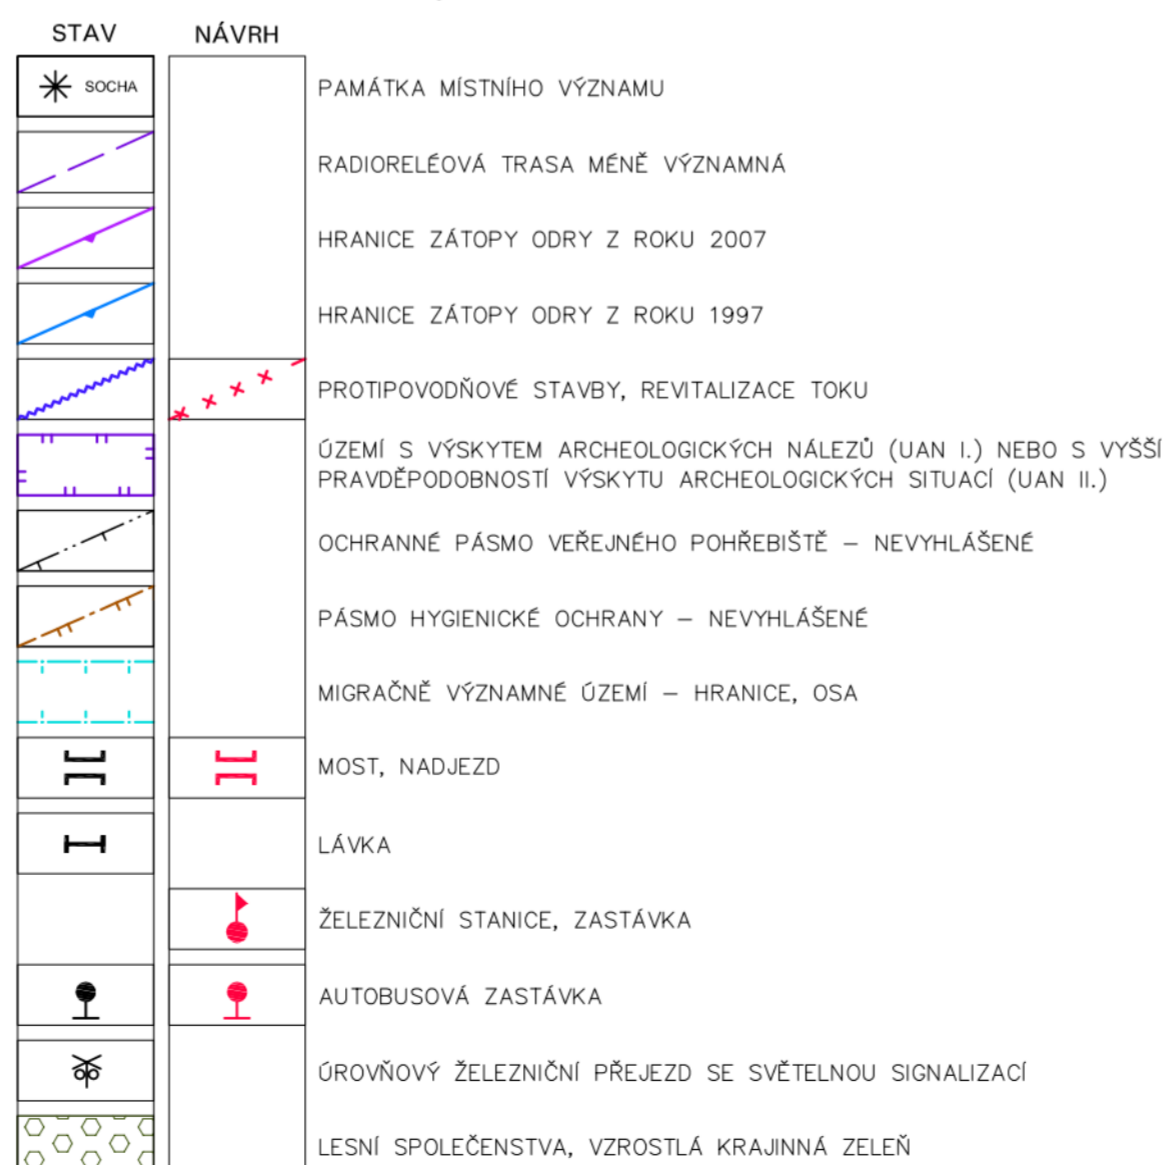 STAV NÁVRH
SOCHA PAMÁTKA MÍSTNÍHO VÝZNAMU
RADIORELÉOVÁ TRASA MÉNĚ VÝZNAMNÁ
HRANICE ZÁTOPY ODRY Z ROKU 2007
HRANICE ZÁTOPY ODRY Z ROKU 1997
PROTIPOVODŇOVÉ STAVBY, REVITALIZACE TOKU
ÚZEMÍ S VÝSKYTEM ARCHEOLOGICKÝCH NÁLEZŮ (UAN I.) NEBO S VYŠŠÍ
PRAVDĚPODOBNOSTÍ VÝSKYTU ARCHEOLOGICKÝCH SITUACÍ (UAN II.)
OCHRANNÉ PÁSMO VEŘEJNÉHO POHŘEBIŠTĚ – NEVYHLÁŠENÉ
PÁSMO HYGIENICKÉ OCHRANY – NEVYHLÁŠENÉ
MIGRAČNĚ VÝZNAMNÉ ÚZEMÍ – HRANICE, OSA
MOST, NADJEZD
LÁVKA
ŽELEZNIČNÍ STANICE, ZASTÁVKA
AUTOBUSOVÁ ZASTÁVKA
ÚROVŇOVÝ ŽELEZNIČNÍ PŘEJEZD SE SVĚTELNOU SIGNALIZACÍ
LESNÍ SPOLEČENSTVA, VZROSTLÁ KRAJINNÁ ZELEŇ